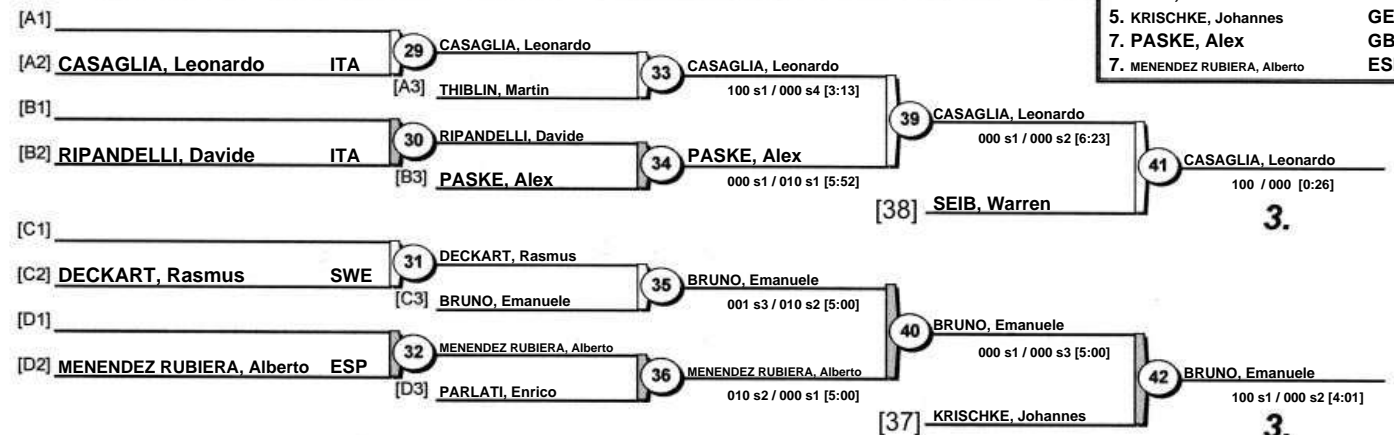 5. KRISCHKE, Johannes GE
7. PASKE, Alex GB
7. MENENDEZ RUBIERA, Alberto ES
[A1]
[A2] CASAGLIA, Leonardo ITA
29
CASAGLIA, Leonardo
[A3] THIBLIN, Martin
33
CASAGLIA, Leonardo
100 s1 / 000 s4 [3:13]
[B1]
[B2] RIPANDELLI, Davide ITA
30
RIPANDELLI, Davide
[B3] PASKE, Alex
34
PASKE, Alex
000 s1 / 010 s1 [5:52]
39
CASAGLIA, Leonardo
000 s1 / 000 s2 [6:23]
[38] SEIB, Warren
41
CASAGLIA, Leonardo
100 / 000 [0:26]
3.
[C1]
[C2] DECKART, Rasmus SWE
31
DECKART, Rasmus
[C3] BRUNO, Emanuele
35
BRUNO, Emanuele
001 s3 / 010 s2 [5:00]
[D1]
[D2] MENENDEZ RUBIERA, Alberto ESP
32
MENENDEZ RUBIERA, Alberto
[D3] PARLATI, Enrico
36
MENENDEZ RUBIERA, Alberto
010 s2 / 000 s1 [5:00]
40
BRUNO, Emanuele
000 s1 / 000 s3 [5:00]
[37] KRISCHKE, Johannes
42
BRUNO, Emanuele
100 s1 / 000 s2 [4:01]
3.